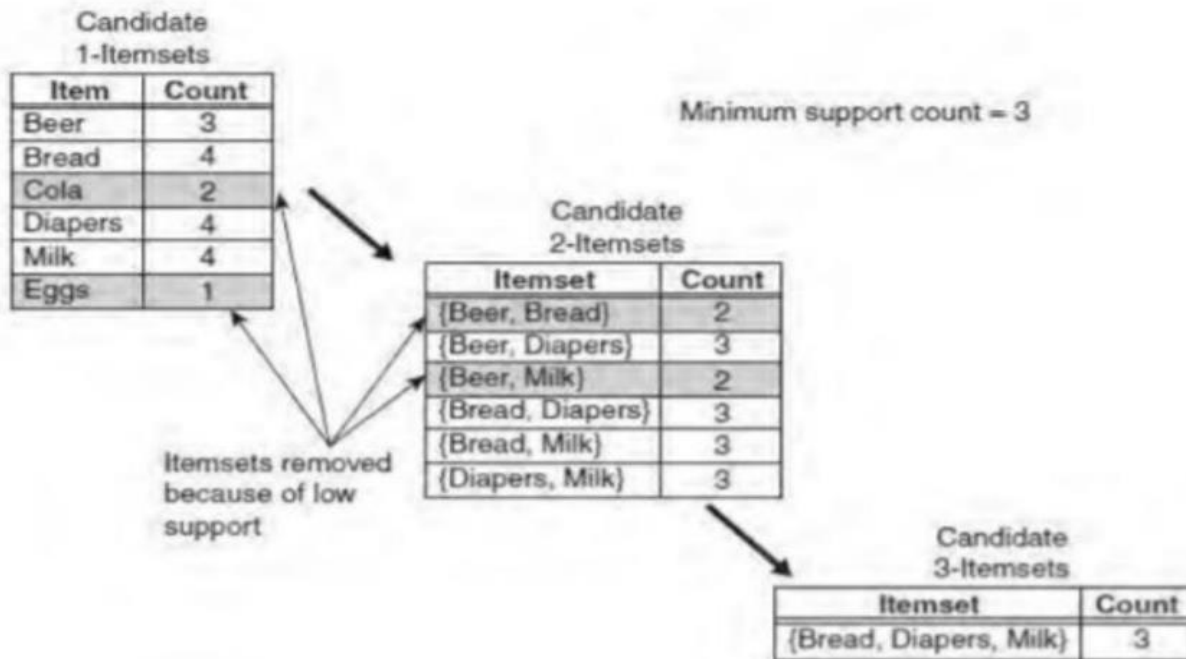 Candidate
1-Itemsets
Item Count
Beer 3
Bread 4
Cola 2
Diapers 4
Milk 4
Eggs 1
Minimum support count = 3
Candidate
2-Itemsets
Itemset Count
{Beer, Bread} 2
{Beer, Diapers} 3
{Beer, Milk} 2
{Bread, Diapers} 3
{Bread, Milk} 3
{Diapers, Milk} 3
Itemsets removed
because of low
support
Candidate
3-Itemsets
Itemset Count
{Bread, Diapers, Milk} 3